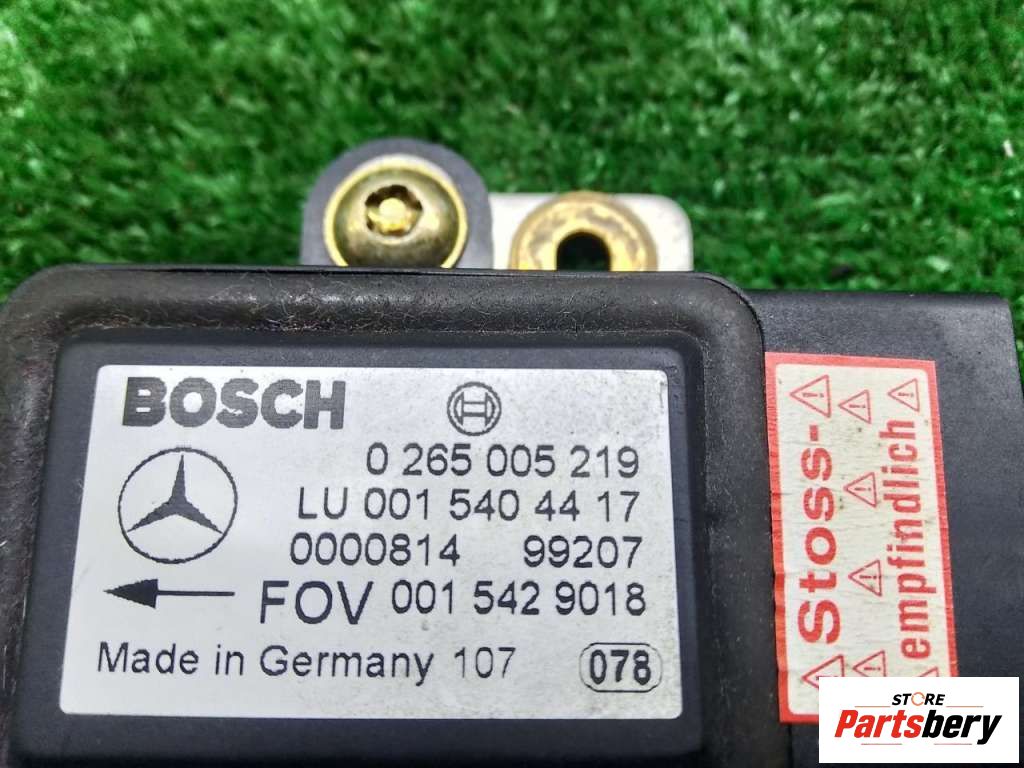 BOSCH
0 265 005 219
LU 001 540 44 17
0000814 99207
FOV 001 542 9018
Made in Germany 107 078
Stoss-
empfindlich
STORE
Partsbery